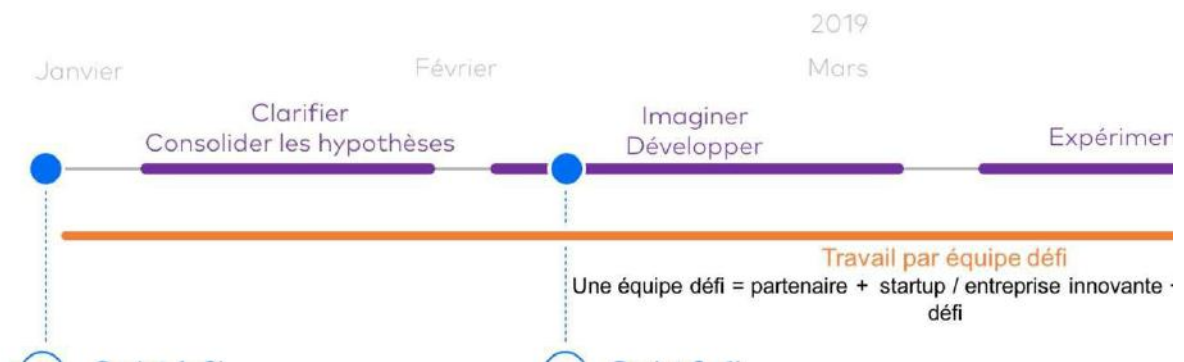 2019
Janvier Février Mars
Clarifier
Consolider les hypothèses
Imaginer
Développer
Travail par équipe défi
Une équipe défi = partenaire + startup / entreprise innovante
défi